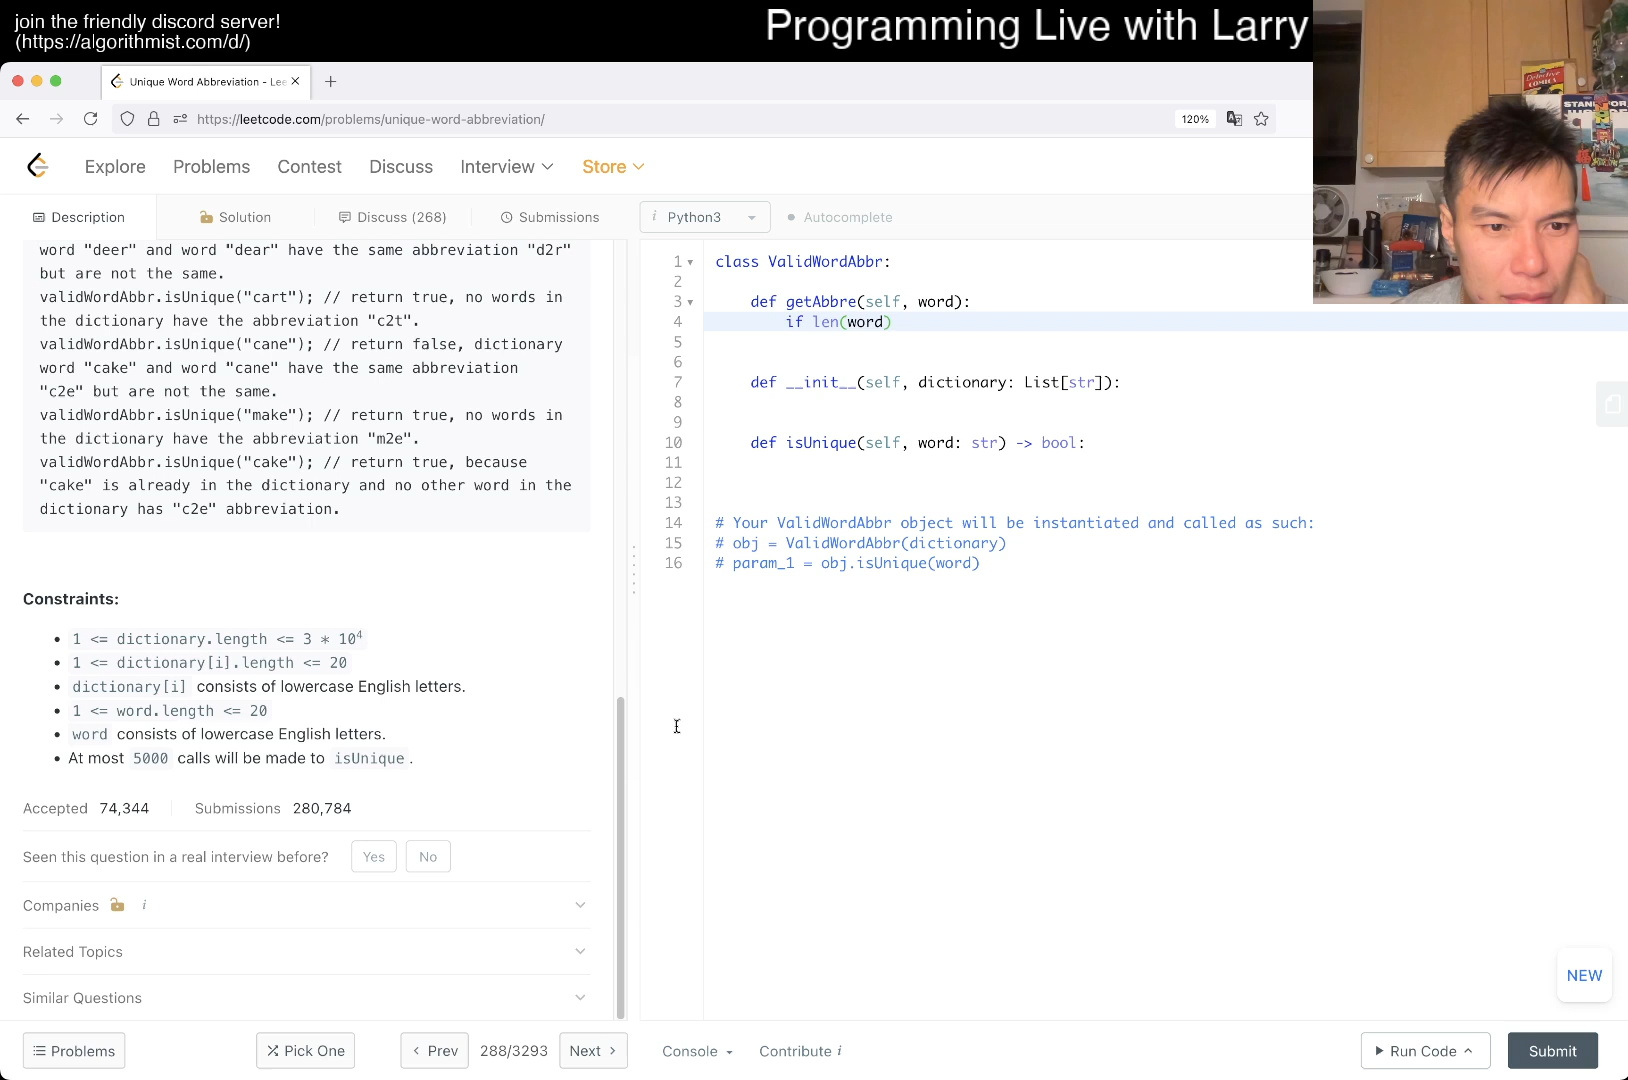 join the friendly discord server!
(https://algorithmist.com/d/)
Programming Live with Larry
Unique Word Abbreviation - Lee
https://leetcode.com/problems/unique-word-abbreviation/
120%
Explore
Problems
Contest
Discuss
Interview
Store
Description
Solution
Discuss (268)
Submissions
i Python3
Autocomplete
word "deer" and word "dear" have the same abbreviation "d2r"
but are not the same.
validWordAbbr.isUnique("cart"); // return true, no words in
the dictionary have the abbreviation "c2t".
validWordAbbr.isUnique("cane"); // return false, dictionary
word "cake" and word "cane" have the same abbreviation
"c2e" but are not the same.
validWordAbbr.isUnique("make"); // return true, no words in
the dictionary have the abbreviation "m2e".
validWordAbbr.isUnique("cake"); // return true, because
"cake" is already in the dictionary and no other word in the
dictionary has "c2e" abbreviation.
Constraints:
• 1 <= dictionary.length <= 3 * 10⁴
• 1 <= dictionary[i].length <= 20
• dictionary[i] consists of lowercase English letters.
• 1 <= word.length <= 20
• word consists of lowercase English letters.
• At most 5000 calls will be made to isUnique.
Accepted 74,344
Submissions 280,784
Seen this question in a real interview before?
Yes
No
Companies i
Related Topics
Similar Questions
1 class ValidWordAbbr:
2
3 def getAbbre(self, word):
4 if len(word)
5
6
7 def __init__(self, dictionary: List[str]):
8
9
10 def isUnique(self, word: str) -> bool:
11
12
13
14 # Your ValidWordAbbr object will be instantiated and called as such:
15 # obj = ValidWordAbbr(dictionary)
16 # param_1 = obj.isUnique(word)
NEW
Problems
Pick One
Prev
288/3293
Next
Console
Contribute i
Run Code
Submit